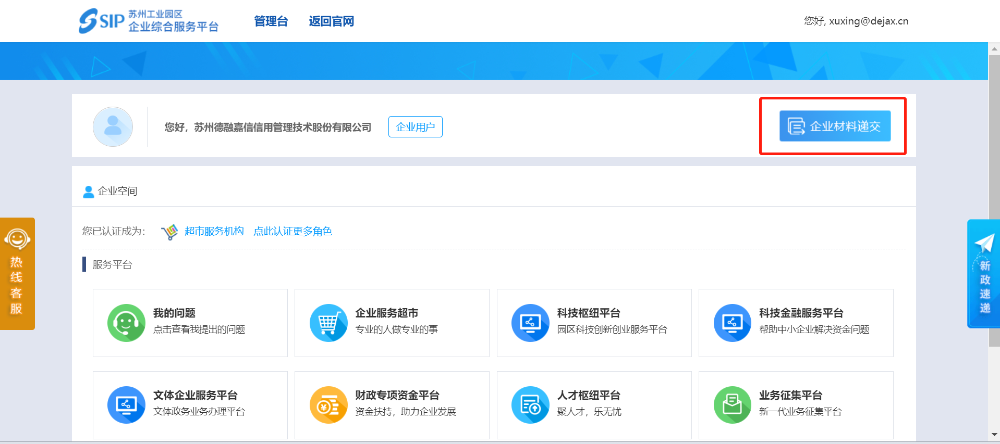 SIP 苏州工业园区
企业综合服务平台
管理台 返回官网
您好, xuxing@dejax.cn
您好，苏州德融嘉信信用管理技术股份有限公司 企业用户
企业材料递交
企业空间
您已认证成为： 超市服务机构 点此认证更多角色
服务平台
我的问题
点击查看我提出的问题
企业服务超市
专业的人做专业的事
科技枢纽平台
园区科技创新创业服务平台
科技金融服务平台
帮助中小企业解决资金问题
文体企业服务平台
文体政务业务办理平台
财政专项资金平台
资金扶持，助力企业发展
人才枢纽平台
聚人才，乐无忧
业务征集平台
新一代业务征集平台
热线客服
新政速递